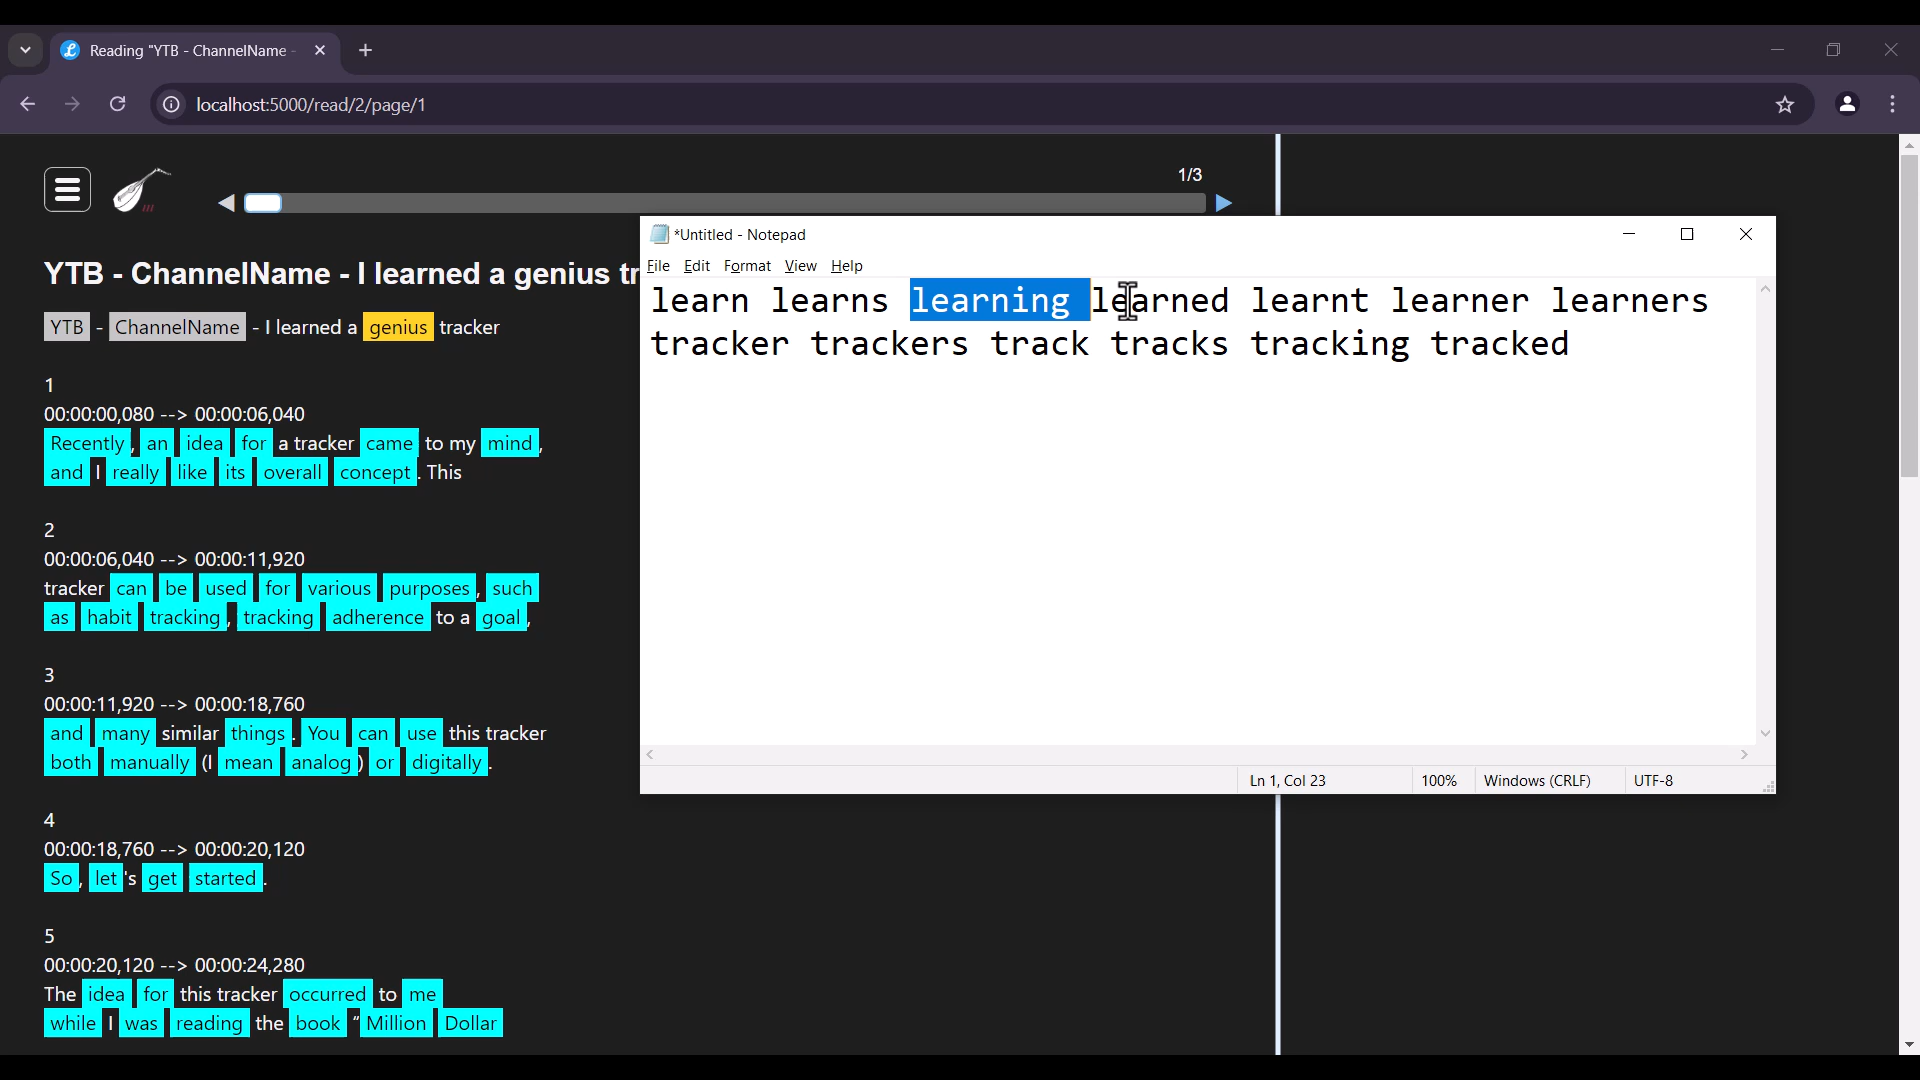 Reading "YTB - ChannelName -
localhost:5000/read/2/page/1
1/3
YTB - ChannelName - I learned a genius tr
YTB - ChannelName - I learned a genius tracker
1
00:00:00,080 --> 00:00:06,040
Recently, an idea for a tracker came to my mind,
and I really like its overall concept. This
2
00:00:06,040 --> 00:00:11,920
tracker can be used for various purposes, such
as habit tracking, tracking adherence to a goal,
3
00:00:11,920 --> 00:00:18,760
and many similar things. You can use this tracker
both manually (I mean analog) or digitally.
4
00:00:18,760 --> 00:00:20,120
So, let's get started.
5
00:00:20,120 --> 00:00:24,280
The idea for this tracker occurred to me
while I was reading the book “Million Dollar
*Untitled - Notepad
File Edit Format View Help
learn learns learning learned learnt learner learners
tracker trackers track tracks tracking tracked
Ln 1, Col 23 100% Windows (CRLF) UTF-8